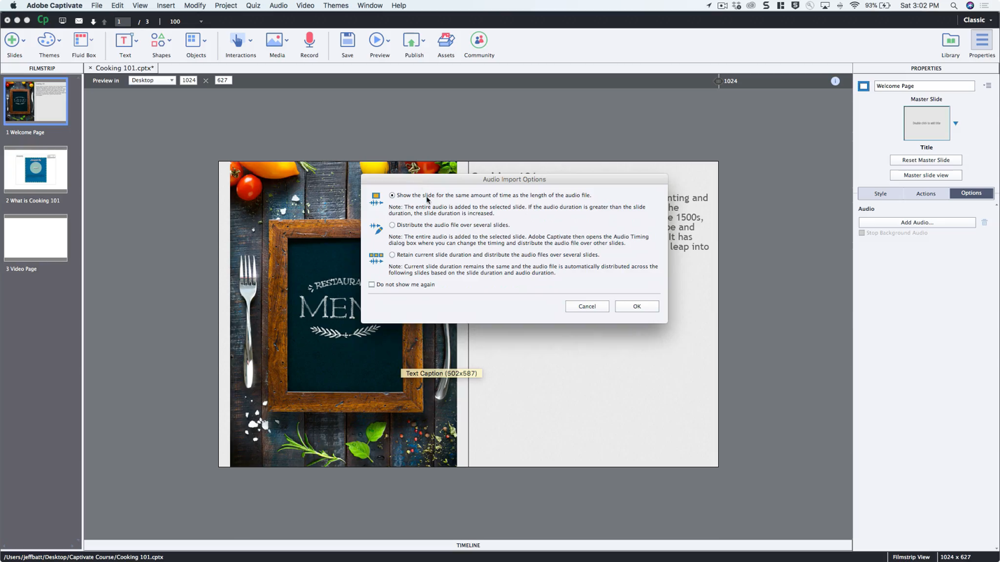 Adobe Captivate File Edit View Insert Modify Project Quiz Audio Video Themes Window Help 93% Sat 3:02 PM
Cp 1 / 3 100 Classic
Slides Themes Fluid Box Text Shapes Objects Interactions Media Record Save Preview Publish Assets Community Library Properties
FILMSTRIP
× Cooking 101.cptx*
PROPERTIES
Preview in Desktop 1024 627 1024
Welcome Page
Master Slide
Double click to add title
Title
Reset Master Slide
Master slide view
Style Actions Options
Audio
Add Audio...
Stop Background Audio
1 Welcome Page
2 What is Cooking 101
3 Video Page
Audio Import Options
Show the slide for the same amount of time as the length of the audio file.
Note: The entire audio is added to the selected slide. If the audio duration is greater than the slide
duration, the slide duration is increased.
Distribute the audio file over several slides.
Note: The entire audio is added to the selected slide. Adobe Captivate then opens the Audio Timing
dialog box where you can change the timing and distribute the audio file over other slides.
Retain current slide duration and distribute the audio files over several slides.
Note: Current slide duration remains the same and the audio file is automatically distributed across the
following slides based on the slide duration and audio duration.
Do not show me again
Cancel OK
nting and
he
e 1500s,
pe and
It has
leap into
Text Caption (502x587)
TIMELINE
/Users/jeffbatt/Desktop/Captivate Course/Cooking 101.cptx Filmstrip View 1024 x 627